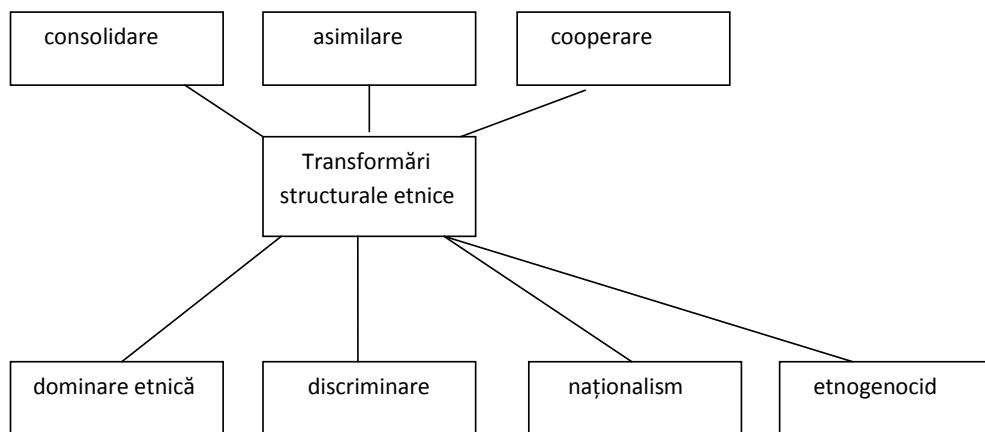 consolidare
asimilare
cooperare
Transformări
structurale etnice
dominare etnică
discriminare
naționalism
etnogenocid